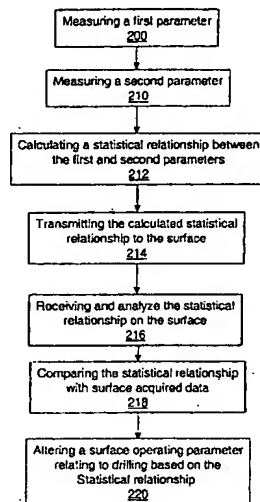 Measuring a first parameter
200
Measuring a second parameter
210
Calculating a statistical relationship between
the first and second parameters
212
Transmitting the calculated statistical
relationship to the surface
214
Receiving and analyze the statistical
relationship on the surface
216
Comparing the statistical relationship
with surface acquired data
218
Altering a surface operating parameter
relating to drilling based on the
Statistical relationship
220